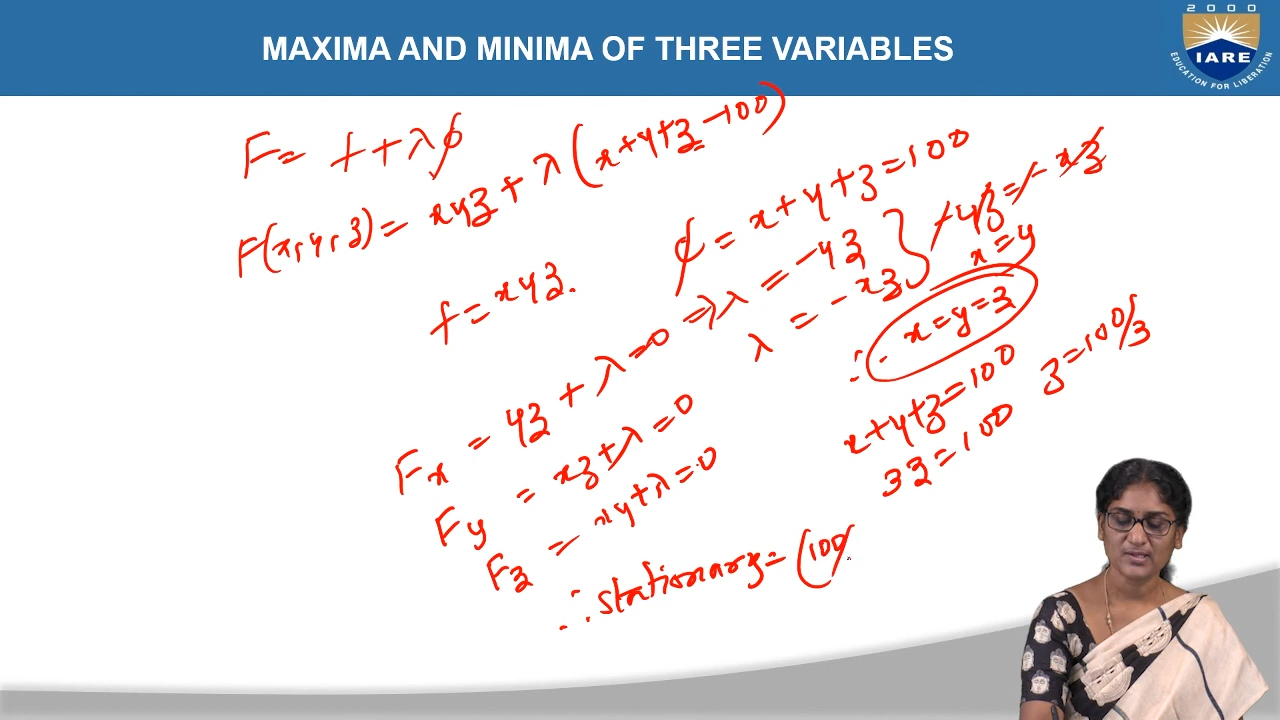 MAXIMA AND MINIMA OF THREE VARIABLES
2000
IARE
EDUCATION FOR LIBERATION
F = f + λϕ
F(x, y, z) = xyz + λ(x+y+z-100)
f = xyz.
ϕ = x+y+z=100
Fx = yz + λ=0 ⇒ λ = -yz
λ = -xz
-yz = -xz
x=y
∴ x=y=z
x+y+z=100
3z=100
z=100/3
Fy = xz+λ=0
Fz = xy+λ=0
∴ stationary = (100/